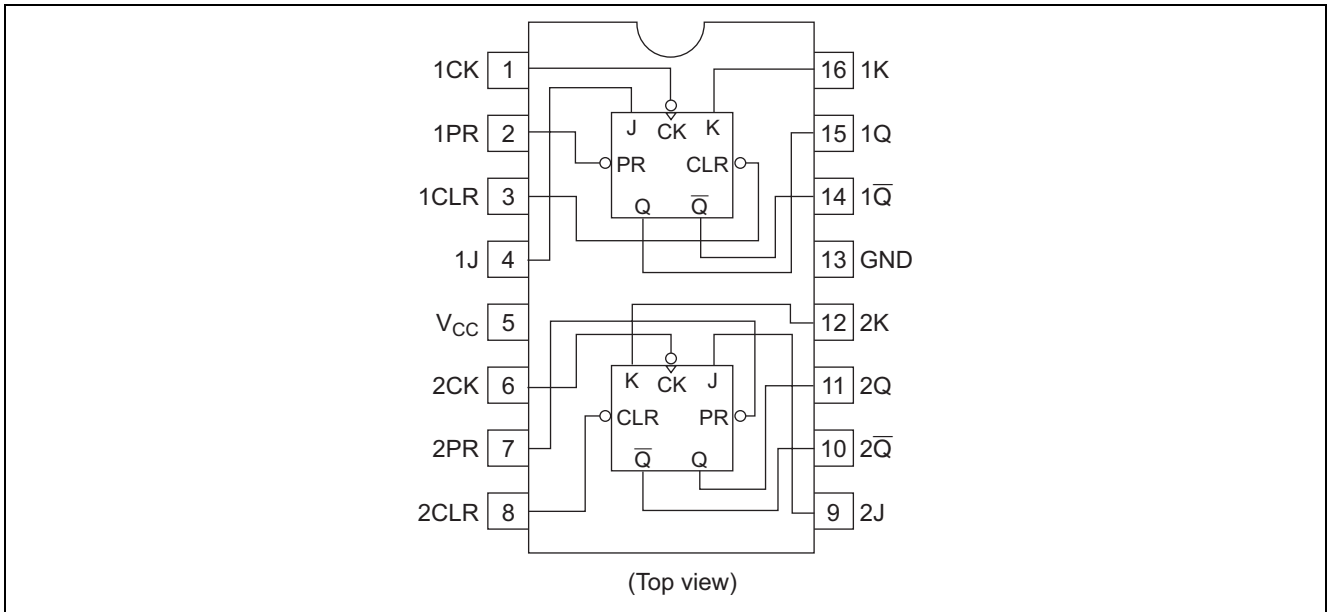 1CK 1 16 1K
J CK K
1PR 2 15 1Q
PR CLR
1CLR 3 14 1Q̅
Q Q̅
1J 4 13 GND
VCC 5 12 2K
K CK J
2CK 6 11 2Q
CLR PR
2PR 7 10 2Q̅
Q̅ Q
2CLR 8 9 2J
(Top view)